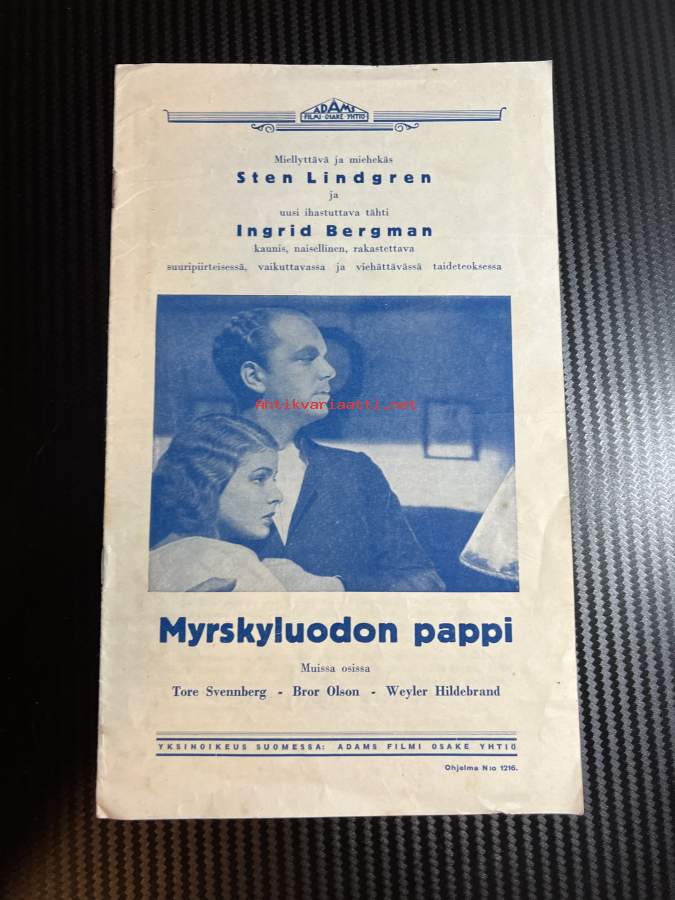 ADAMS
FILMI · OSAKE · YHTIÖ
Miellyttävä ja miehekäs
Sten Lindgren
ja
uusi ihastuttava tähti
Ingrid Bergman
kaunis, naisellinen, rakastettava
suuripiirteisessä, vaikuttavassa ja viehättävässä taideteoksessa
Antikvariaatti.net
Myrskyluodon pappi
Muissa osissa
Tore Svennberg - Bror Olson - Weyler Hildebrand
YKSINOIKEUS SUOMESSA: ADAMS FILMI OSAKE YHTIÖ
Ohjelma N:o 1216.